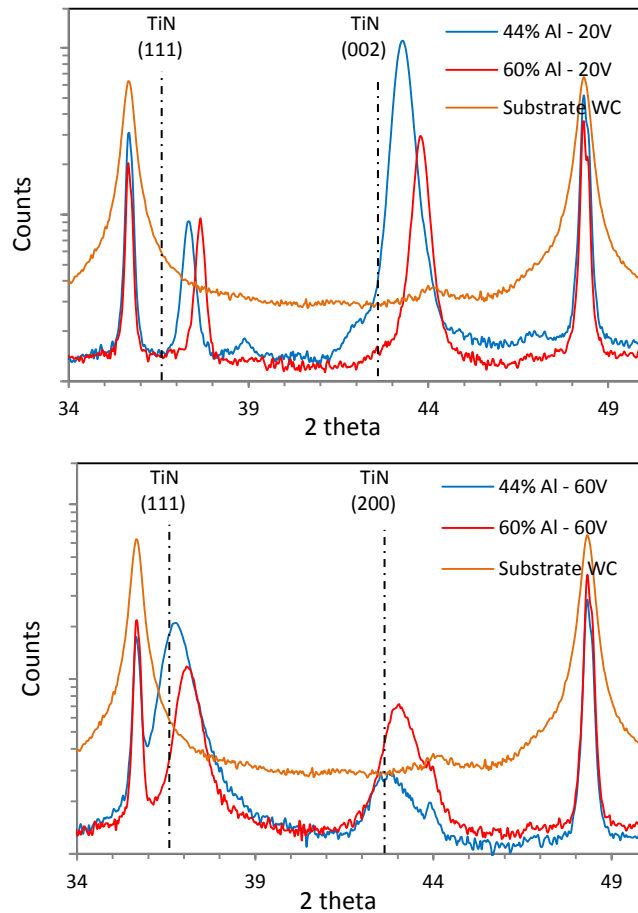 TiN
(111)
TiN
(002)
44% Al - 20V
60% Al - 20V
Substrate WC
Counts
34
39
44
49
2 theta
TiN
(111)
TiN
(200)
44% Al - 60V
60% Al - 60V
Substrate WC
Counts
34
39
44
49
2 theta